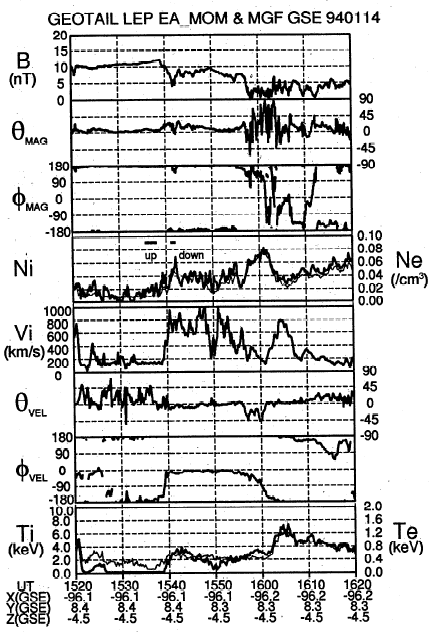 GEOTAIL LEP EA_MOM & MGF GSE 940114
B
(nT)
20
15
10
5
0
θMAG
90
45
0
-45
-90
ΦMAG
180
90
0
-90
-180
up
down
Ni
0.10
0.08
0.06
0.04
0.02
0.00
Ne
(/cm³)
Vi
(km/s)
1000
800
600
400
200
0
θVEL
90
45
0
-45
-90
ΦVEL
180
90
0
-90
-180
Ti
(keV)
10.0
8.0
6.0
4.0
2.0
0.0
2.0
1.6
1.2
0.8
0.4
0.0
Te
(keV)
UT 1520 1530 1540 1550 1600 1610 1620
X(GSE) -96.1 -96.1 -96.1 -96.2 -96.2 -96.2 -96.2
Y(GSE) 8.4 8.4 8.4 8.3 8.3 8.3 8.3
Z(GSE) -4.5 -4.5 -4.5 -4.5 -4.5 -4.5 -4.5